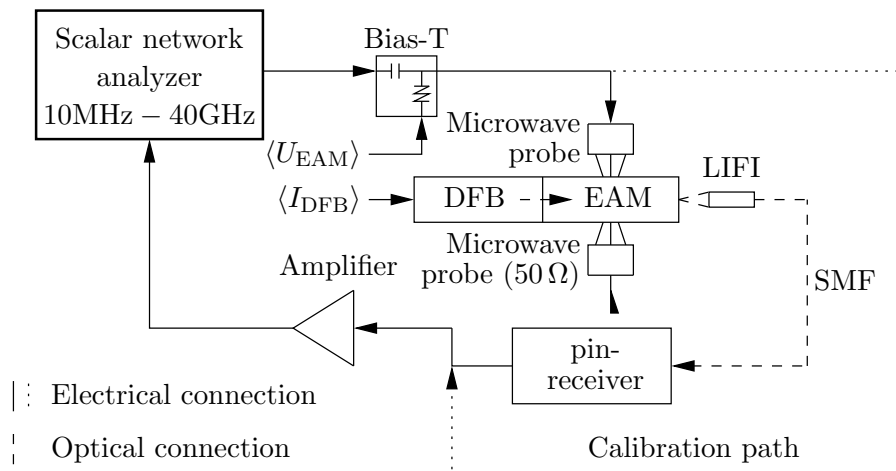 Scalar network
analyzer
10MHz − 40GHz
Bias-T
⟨U_EAM⟩
Microwave
probe
LIFI
⟨I_DFB⟩
DFB
EAM
Microwave
probe (50 Ω)
Amplifier
SMF
pin-
receiver
Electrical connection
Optical connection
Calibration path